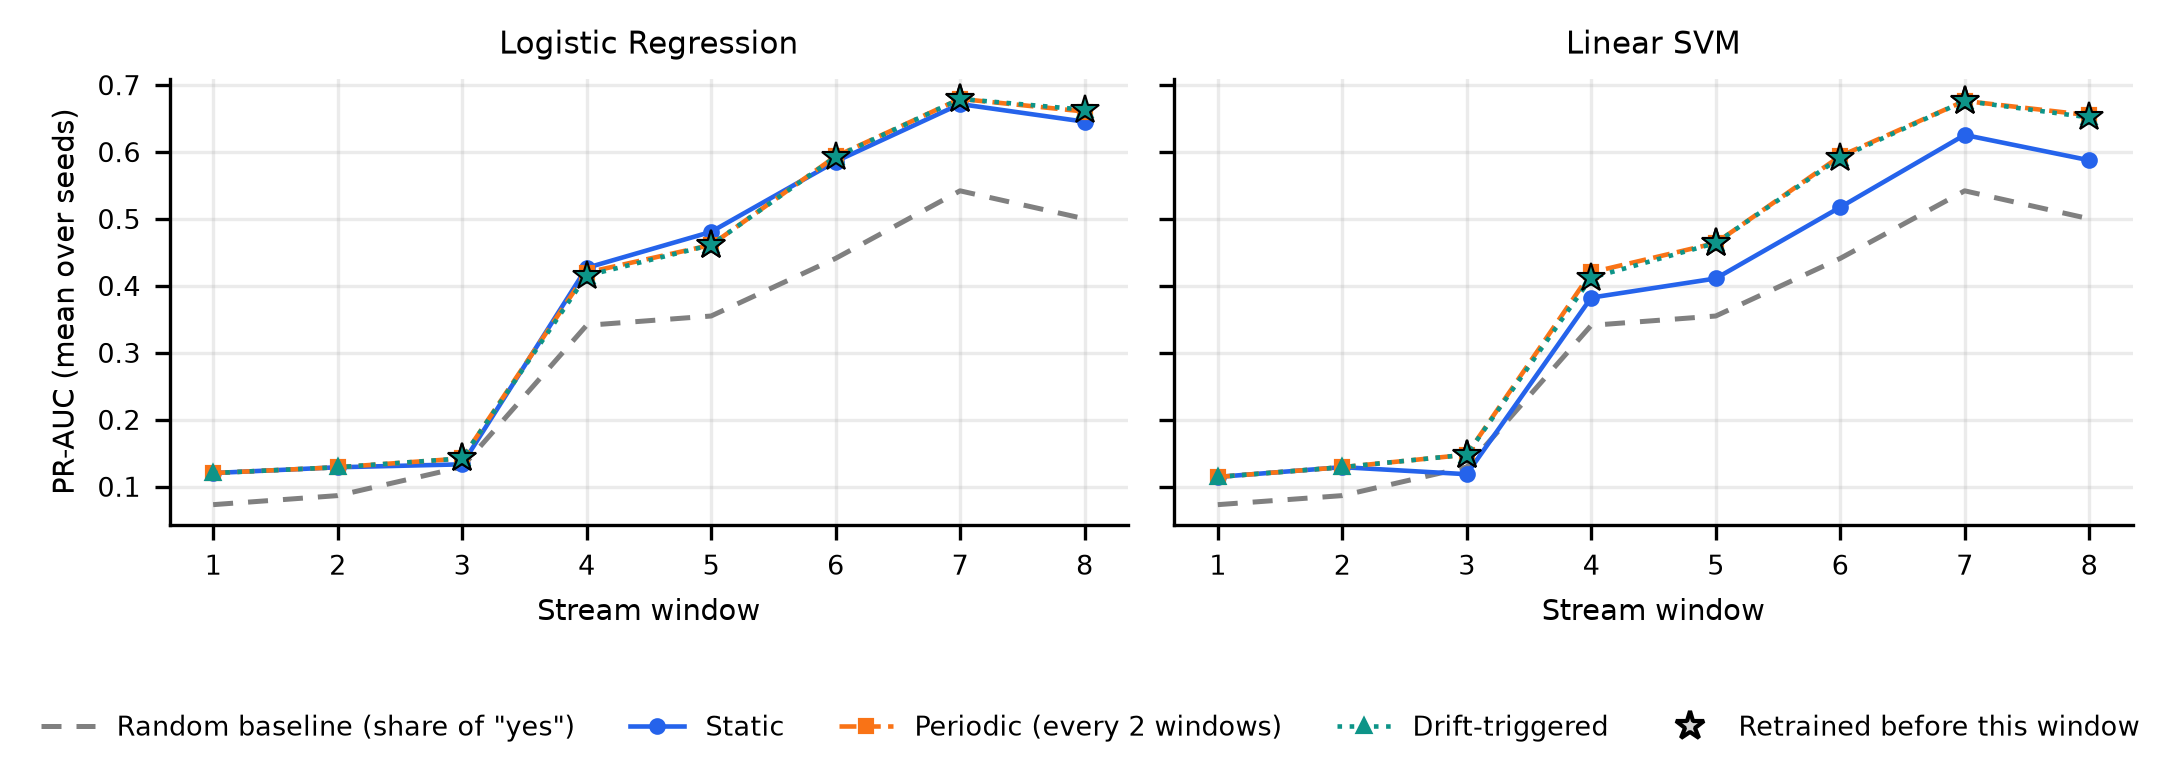 Logistic Regression
Linear SVM
PR-AUC (mean over seeds)
0.7
0.6
0.5
0.4
0.3
0.2
0.1
1 2 3 4 5 6 7 8
1 2 3 4 5 6 7 8
Stream window
Stream window
Random baseline (share of "yes")
Static
Periodic (every 2 windows)
Drift-triggered
Retrained before this window